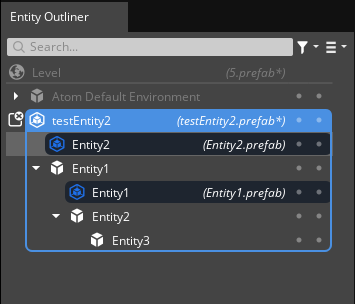 Entity Outliner
Search...
Level (5.prefab*)
Atom Default Environment
testEntity2 (testEntity2.prefab*)
Entity2 (Entity2.prefab)
Entity1
Entity1 (Entity1.prefab)
Entity2
Entity3